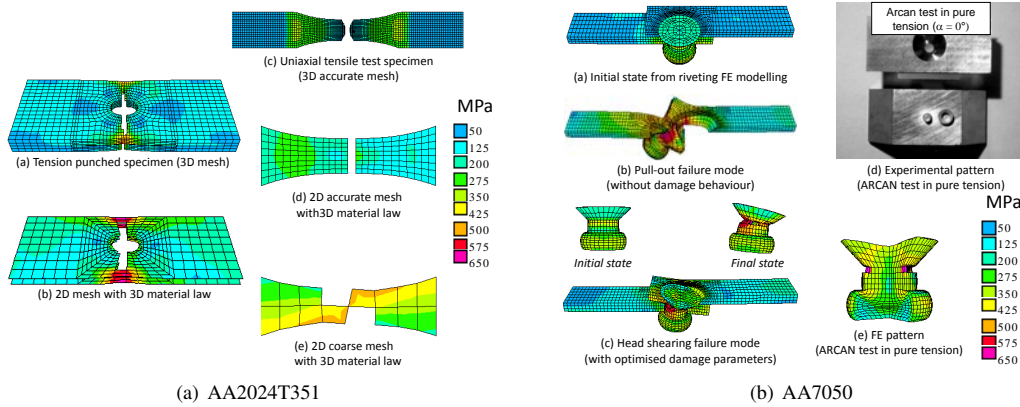 (c) Uniaxial tensile test specimen
(3D accurate mesh)
(a) Tension punched specimen (3D mesh)
(d) 2D accurate mesh
with3D material law
(b) 2D mesh with 3D material law
(e) 2D coarse mesh
with 3D material law
MPa
50
125
200
275
350
425
500
575
650
(a) AA2024T351
(a) Initial state from riveting FE modelling
(b) Pull-out failure mode
(without damage behaviour)
Initial state
Final state
(c) Head shearing failure mode
(with optimised damage parameters)
Arcan test in pure
tension (α = 0°)
(d) Experimental pattern
(ARCAN test in pure tension)
(e) FE pattern
(ARCAN test in pure tension)
MPa
50
125
200
275
350
425
500
575
650
(b) AA7050